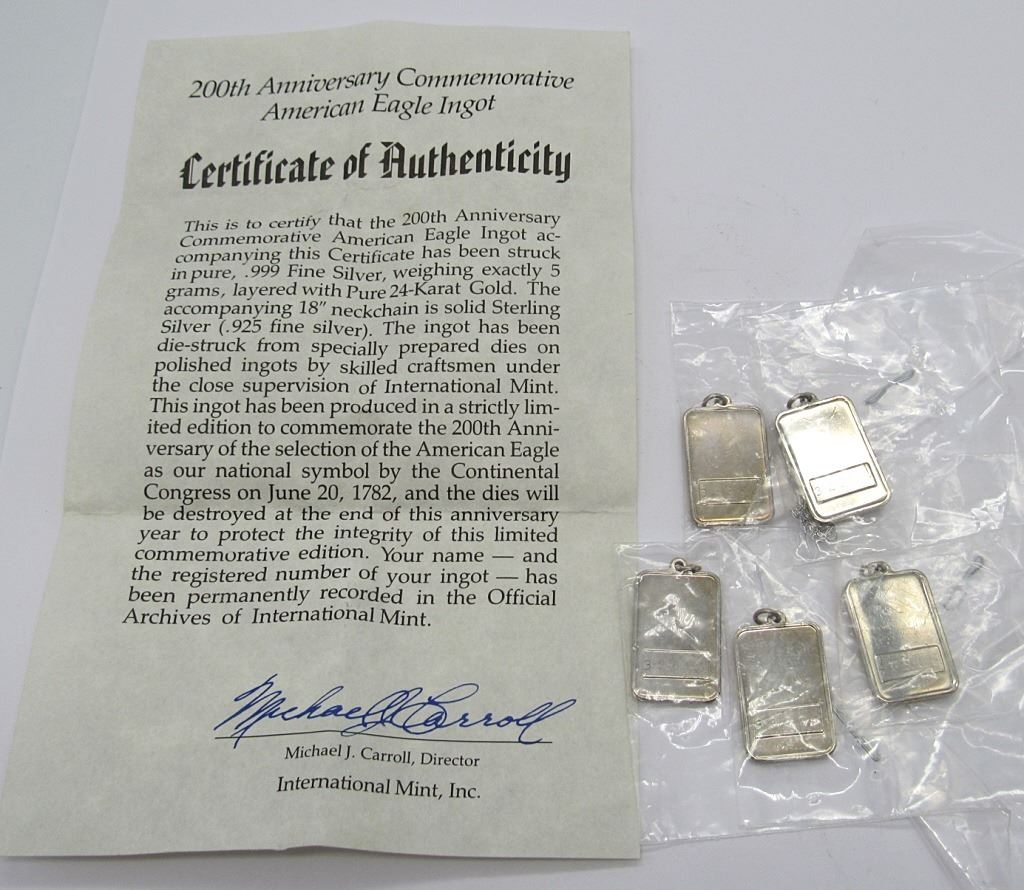 200th Anniversary Commemorative
American Eagle Ingot
Certificate of Authenticity
This is to certify that the 200th Anniversary
Commemorative American Eagle Ingot ac-
companying this Certificate has been struck
in pure, .999 Fine Silver, weighing exactly 5
grams, layered with Pure 24-Karat Gold. The
accompanying 18" neckchain is solid Sterling
Silver (.925 fine silver). The ingot has been
die-struck from specially prepared dies on
polished ingots by skilled craftsmen under
the close supervision of International Mint.
This ingot has been produced in a strictly lim-
ited edition to commemorate the 200th Anni-
versary of the selection of the American Eagle
as our national symbol by the Continental
Congress on June 20, 1782, and the dies will
be destroyed at the end of this anniversary
year to protect the integrity of this limited
commemorative edition. Your name — and
the registered number of your ingot — has
been permanently recorded in the Official
Archives of International Mint.
Michael J. Carroll
Michael J. Carroll, Director
International Mint, Inc.